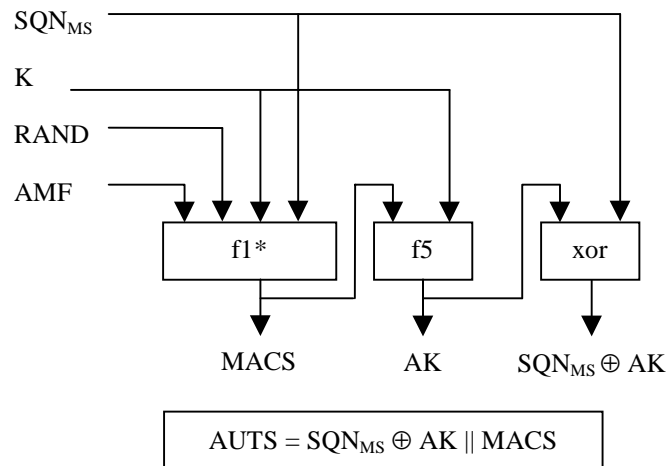 SQN_MS
K
RAND
AMF
f1* f5 xor
MACS AK SQN_MS ⊕ AK
AUTS = SQN_MS ⊕ AK || MACS